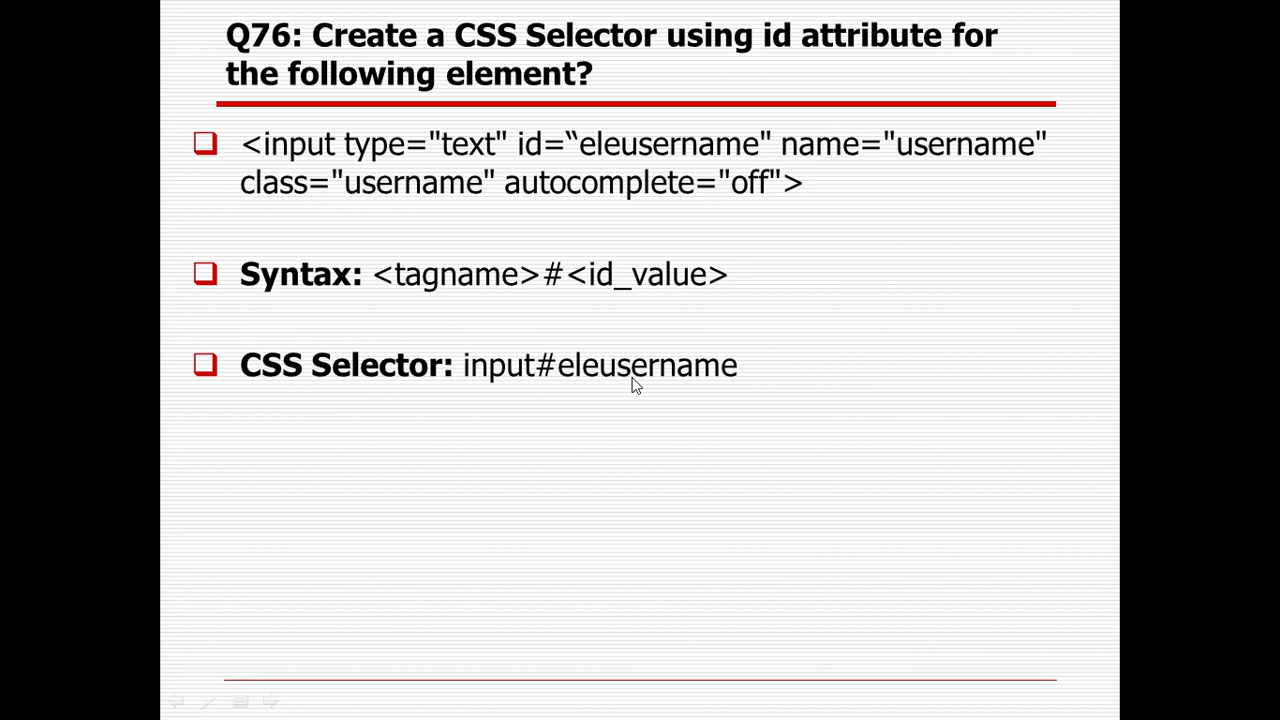 Q76: Create a CSS Selector using id attribute for
the following element?
<input type="text" id=“eleusername" name="username"
class="username" autocomplete="off">
Syntax: <tagname>#<id_value>
CSS Selector: input#eleusername